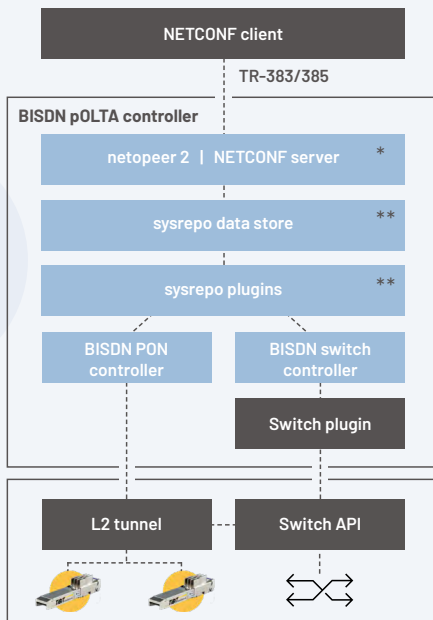 NETCONF client
TR-383/385
BISDN pOLTA controller
netopeer 2 | NETCONF server *
sysrepo data store **
sysrepo plugins **
BISDN PON
controller
BISDN switch
controller
Switch plugin
L2 tunnel
Switch API